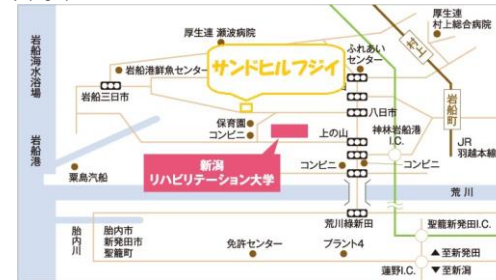 厚生連 瀬波病院
厚生連
村上総合病院
岩船海水浴場
サンドヒルフジイ
ふれあい
センター
村上
岩船港鮮魚センター
岩船三日市
八日市
岩船町
保育園
コンビニ
上の山
神林岩船港
I.C.
JR
羽越本線
岩船港
新潟
リハビリテーション大学
コンビニ
コンビニ
粟島汽船
荒川
荒川縁新田
胎内川
胎内市
新発田市
聖籠町
免許センター
プラント4
聖籠新発田I.C.
▲至新発田
蓮野I.C.
▼至新潟